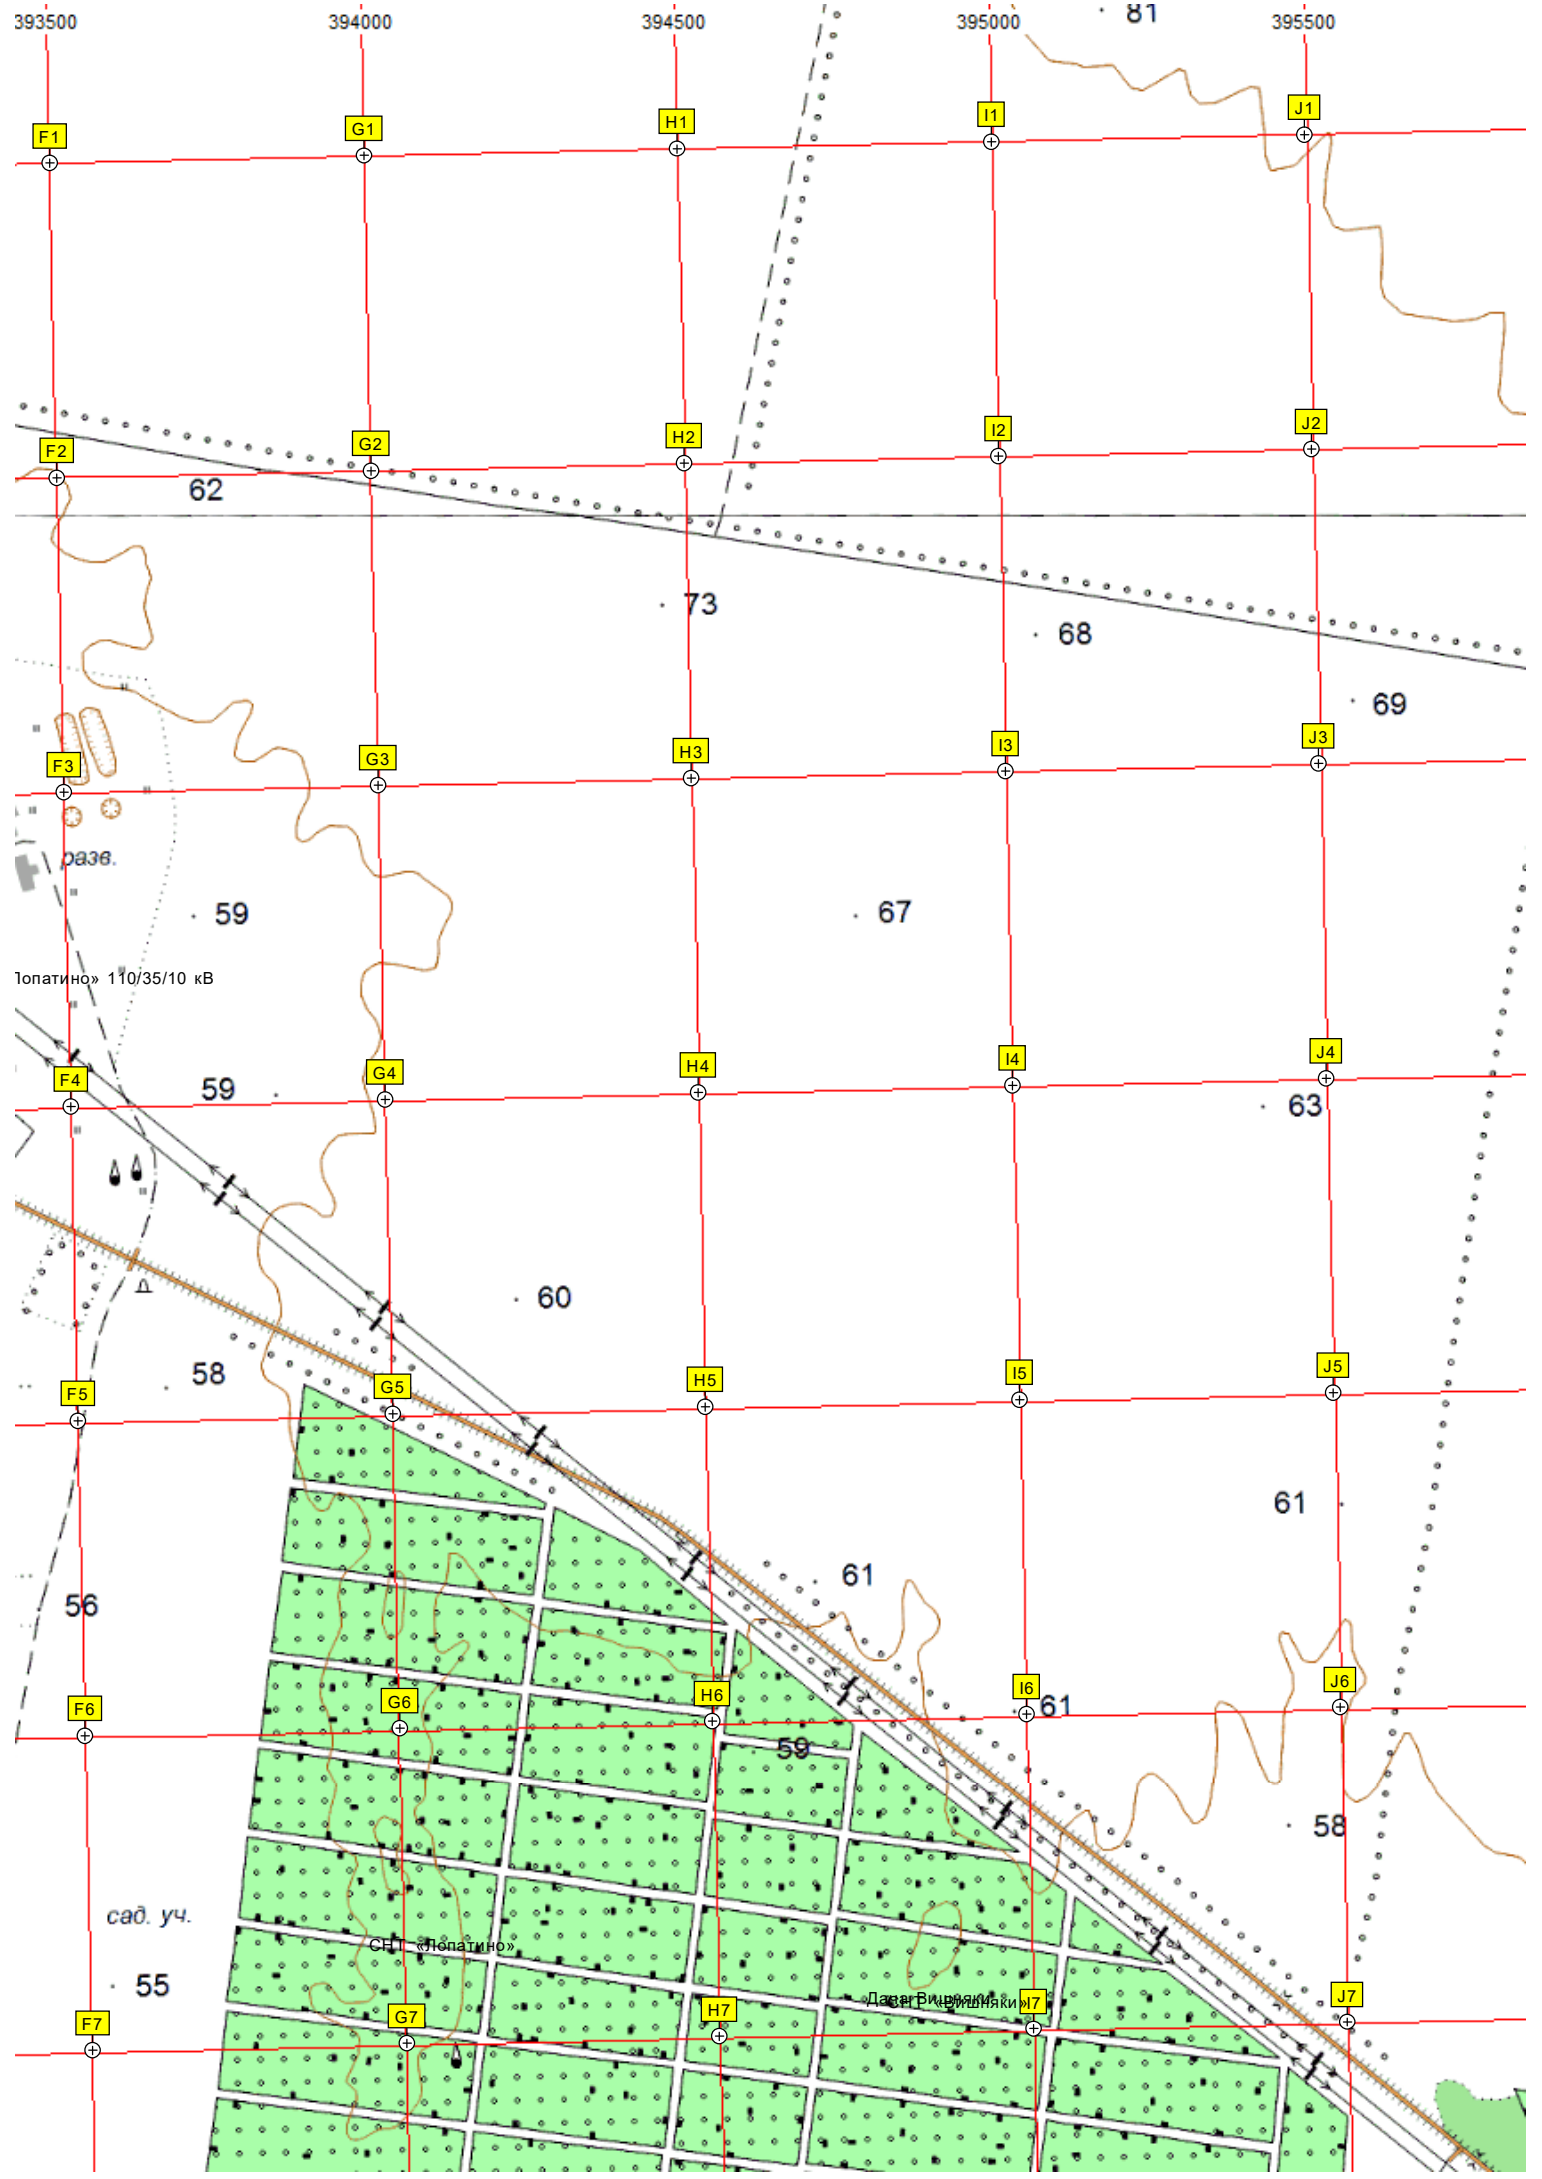 81
393500 394000 394500 395000 395500
F1 G1 H1 I1 J1
F2 G2 H2 I2 J2
62
73
68
69
F3 G3 H3 I3 J3
разв.
59
67
Лопатино» 110/35/10 кВ
F4 G4 H4 I4 J4
59
63
60
58
F5 G5 H5 I5 J5
61
61
56
F6 G6 H6 I6 J6
61
59
58
сад. уч.
СНТ «Лопатино»
55
СНТ «Вишняки»
F7 G7 H7 I7 J7